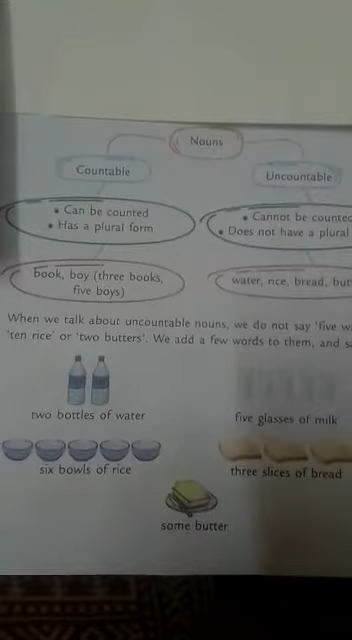 Nouns
Countable
Uncountable
• Can be counted
• Has a plural form
• Cannot be counted
• Does not have a plural
book, boy (three books,
five boys)
water, rice, bread,
When we talk about uncountable nouns, we do not say 'five
'ten rice' or 'two butters'. We add a few words to them, and
two bottles of water
five glasses of milk
six bowls of rice
three slices of bread
some butter